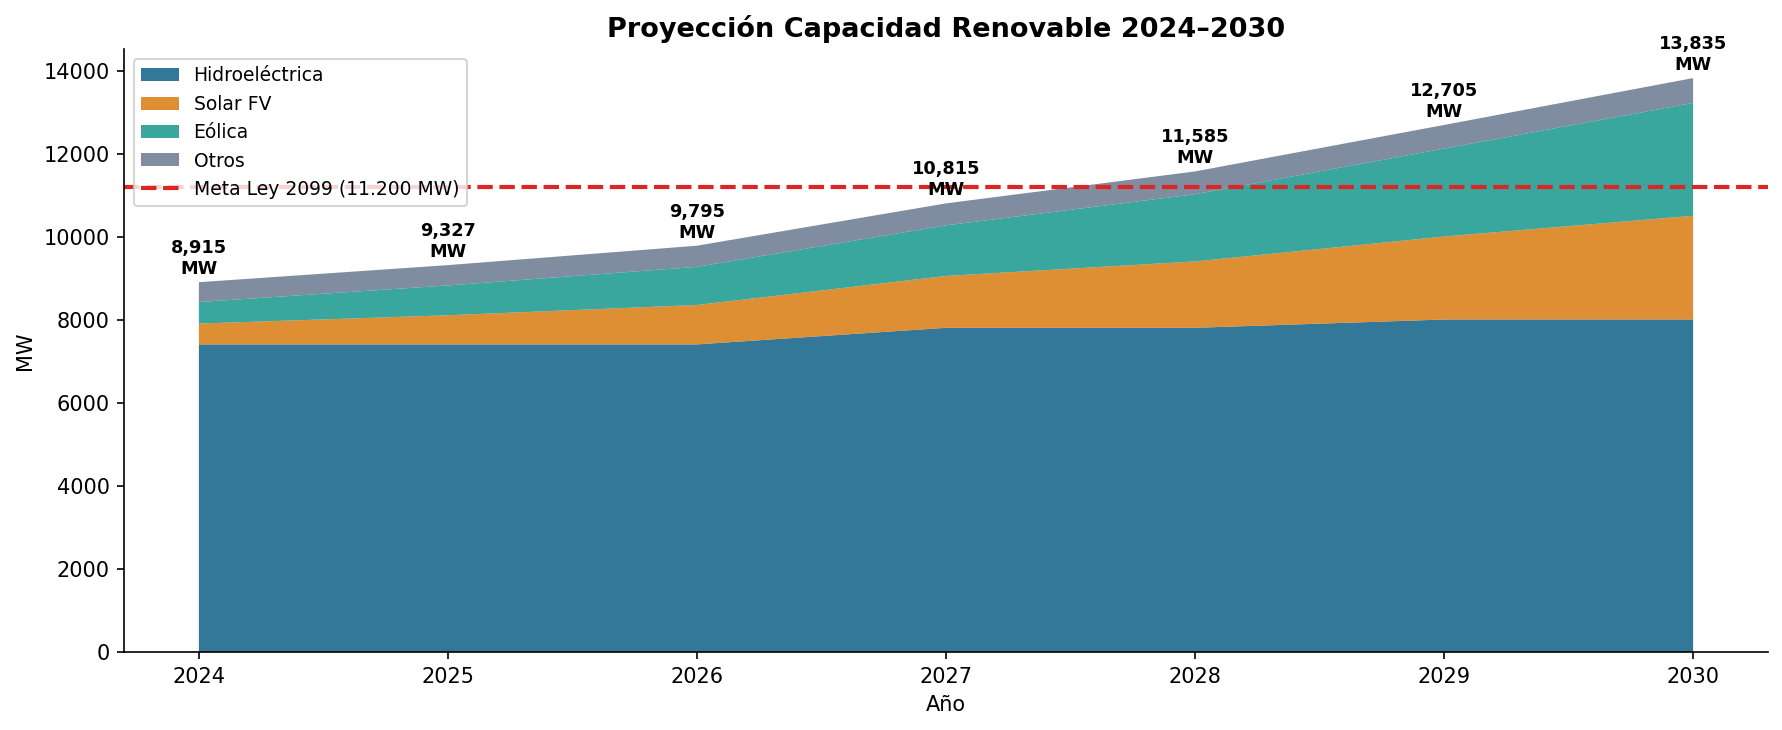 Proyección Capacidad Renovable 2024–2030
Hidroeléctrica
Solar FV
Eólica
Otros
Meta Ley 2099 (11.200 MW)
MW
14000
12000
10000
8000
6000
4000
2000
0
8,915
MW
9,327
MW
9,795
MW
10,815
MW
11,585
MW
12,705
MW
13,835
MW
2024
2025
2026
2027
2028
2029
2030
Año